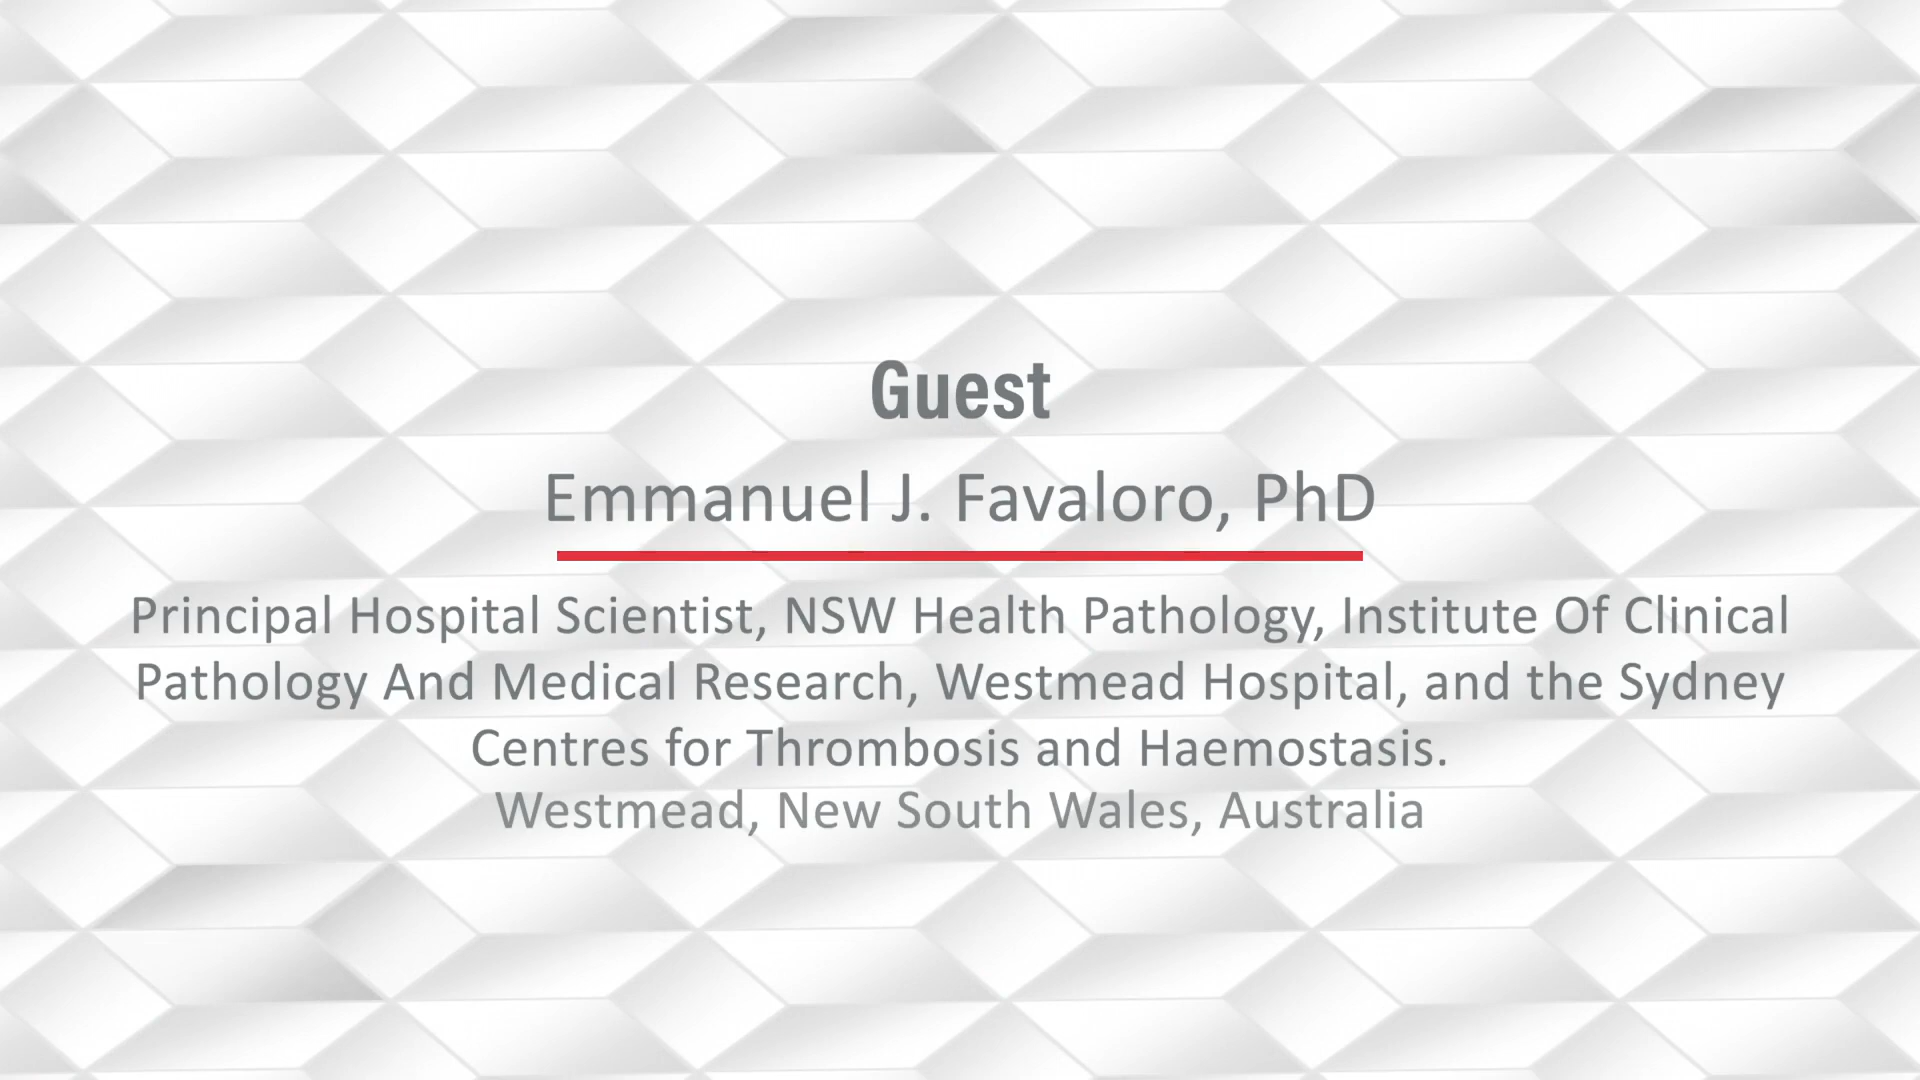 Guest
Emmanuel J. Favaloro, PhD
Principal Hospital Scientist, NSW Health Pathology, Institute Of Clinical
Pathology And Medical Research, Westmead Hospital, and the Sydney
Centres for Thrombosis and Haemostasis.
Westmead, New South Wales, Australia